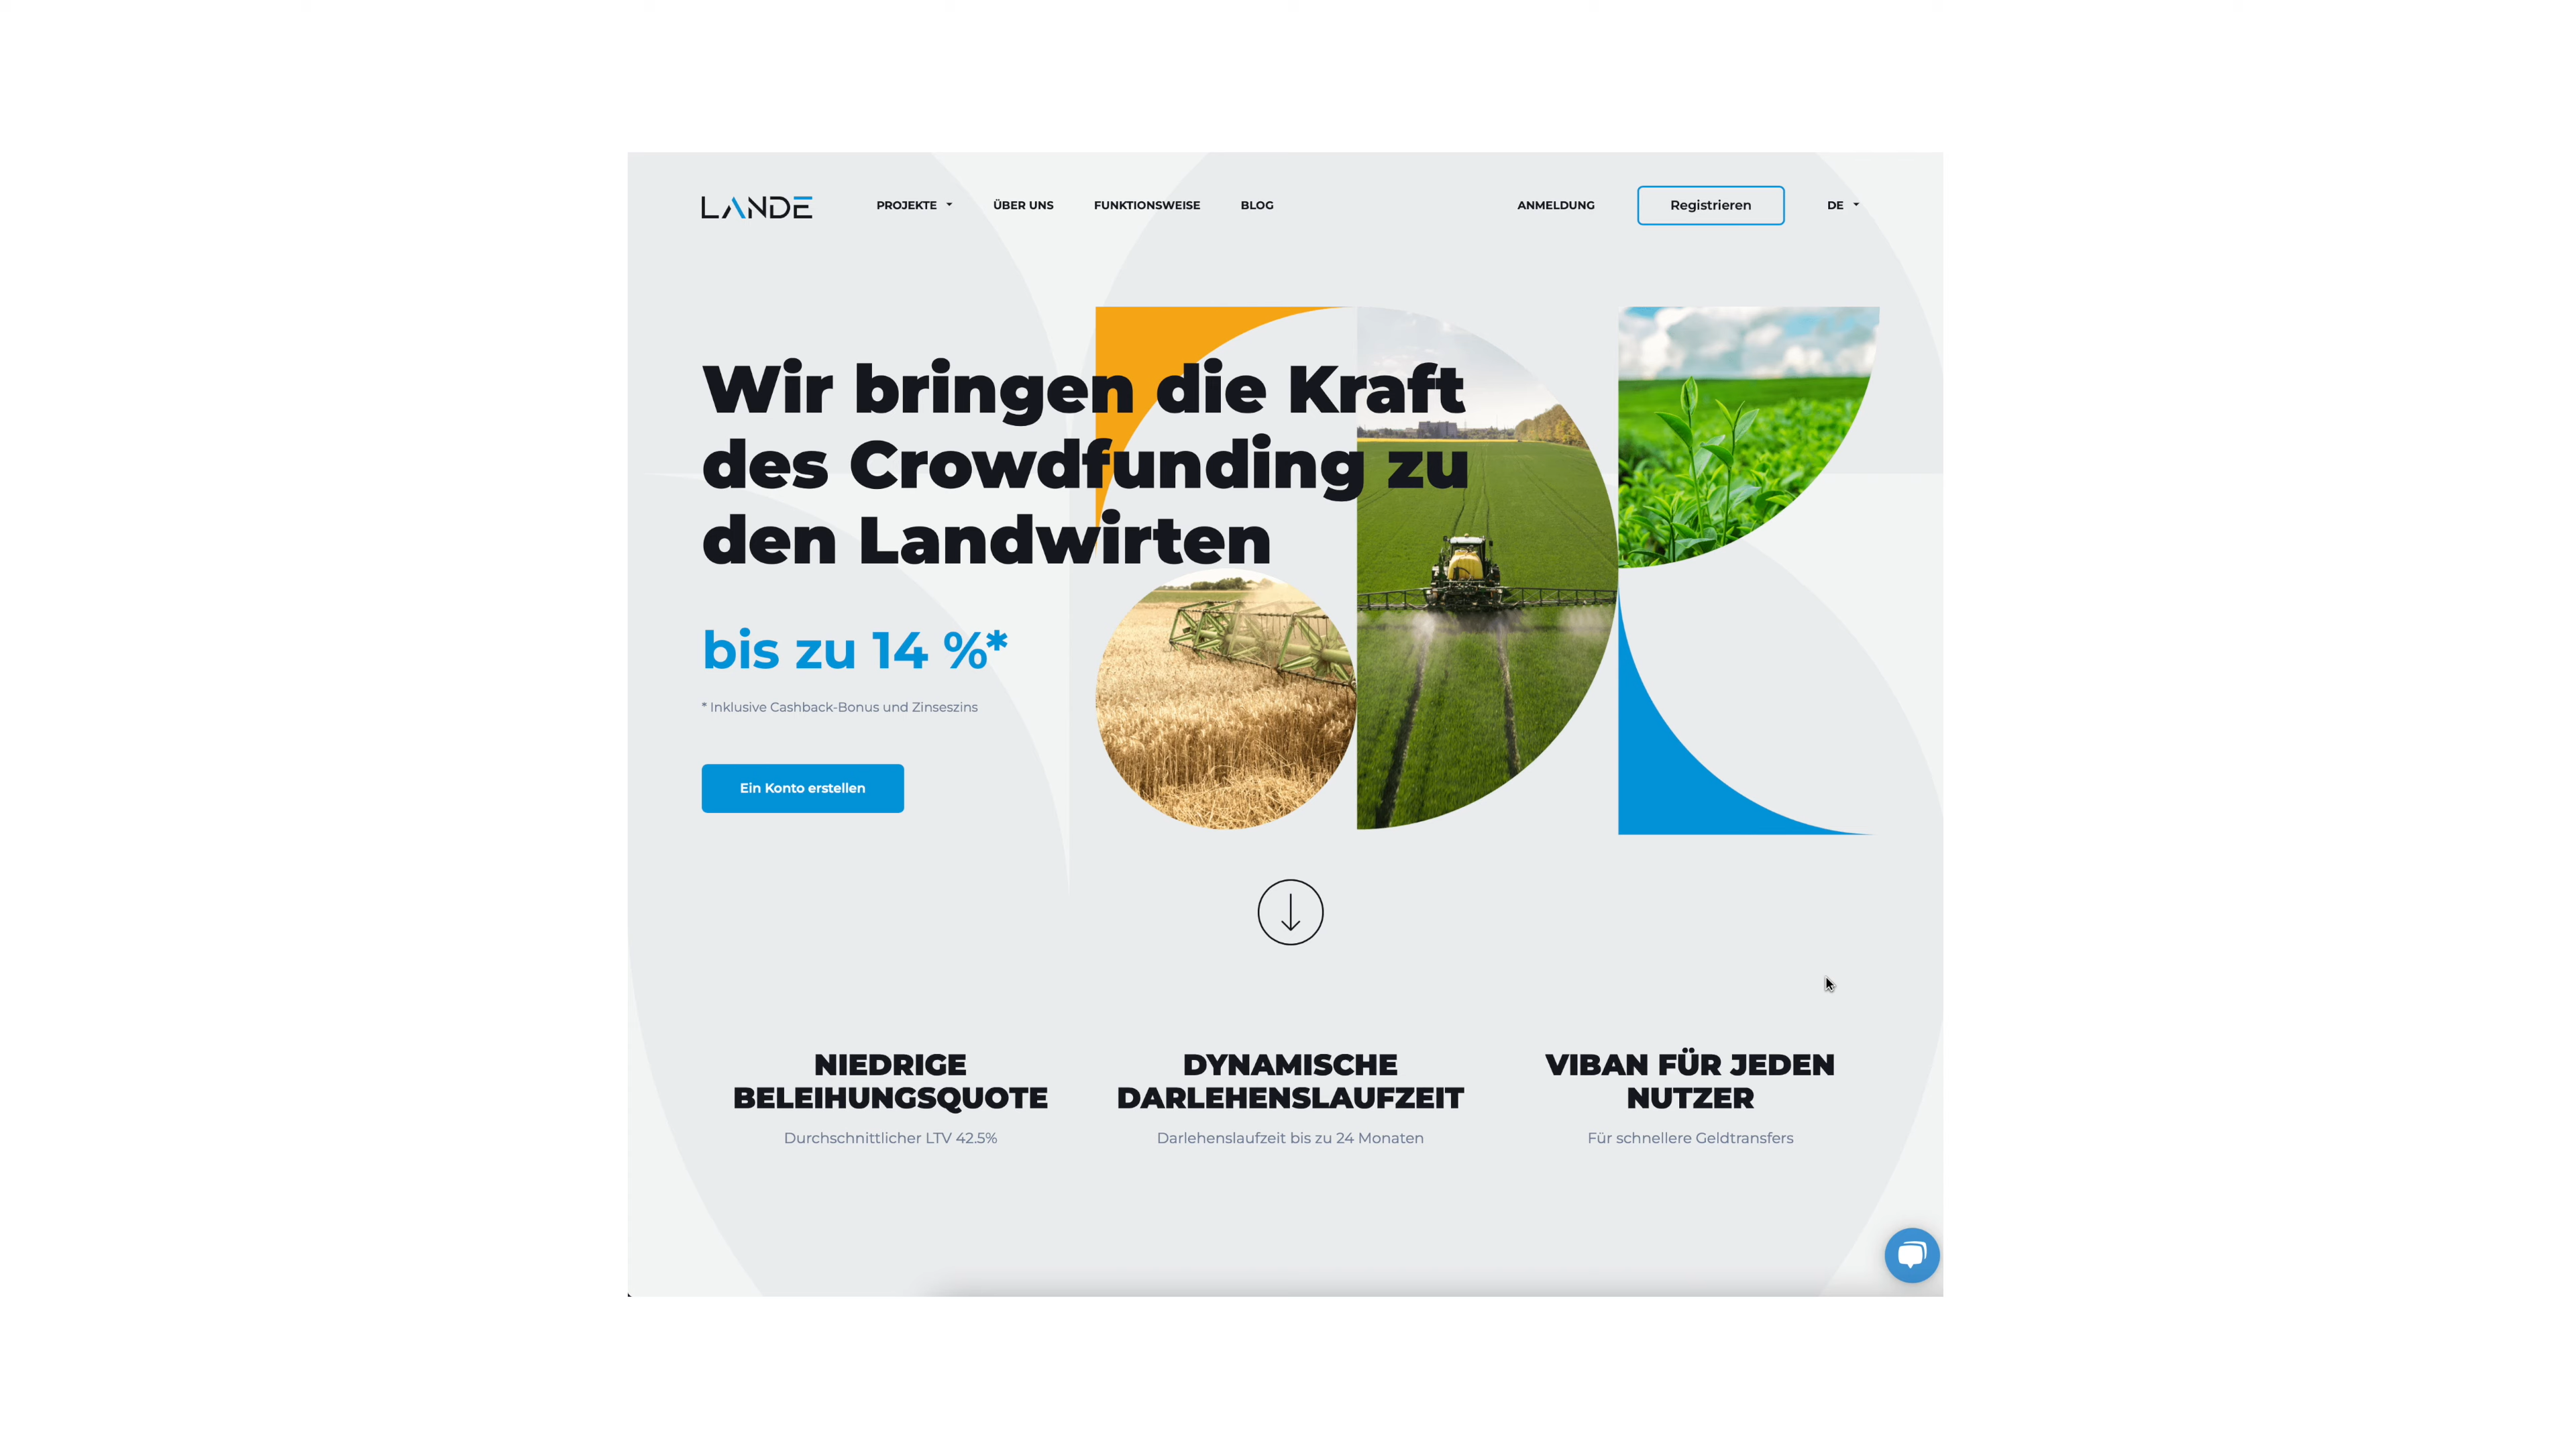 LANDE
PROJEKTE
ÜBER UNS
FUNKTIONSWEISE
BLOG
ANMELDUNG
Registrieren
DE
Wir bringen die Kraft
des Crowdfunding zu
den Landwirten
bis zu 14 %*
* Inklusive Cashback-Bonus und Zinseszins
Ein Konto erstellen
NIEDRIGE
BELEIHUNGSQUOTE
Durchschnittlicher LTV 42.5%
DYNAMISCHE
DARLEHENSLAUFZEIT
Darlehenslaufzeit bis zu 24 Monaten
VIBAN FÜR JEDEN
NUTZER
Für schnellere Geldtransfers